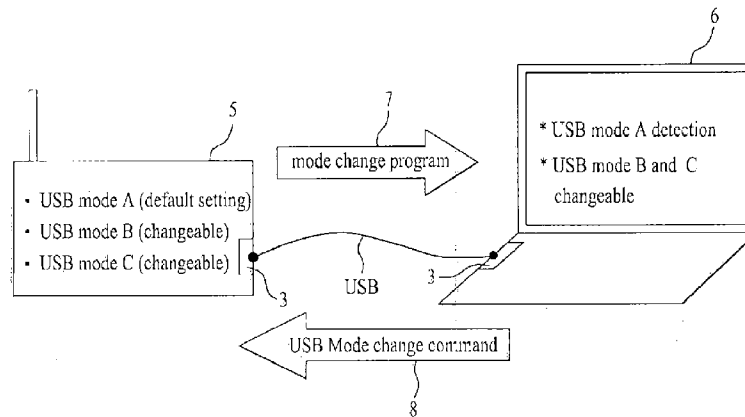 6
7
5
mode change program
* USB mode A detection
* USB mode B and C
changeable
• USB mode A (default setting)
• USB mode B (changeable)
• USB mode C (changeable)
3
USB
3
USB Mode change command
8